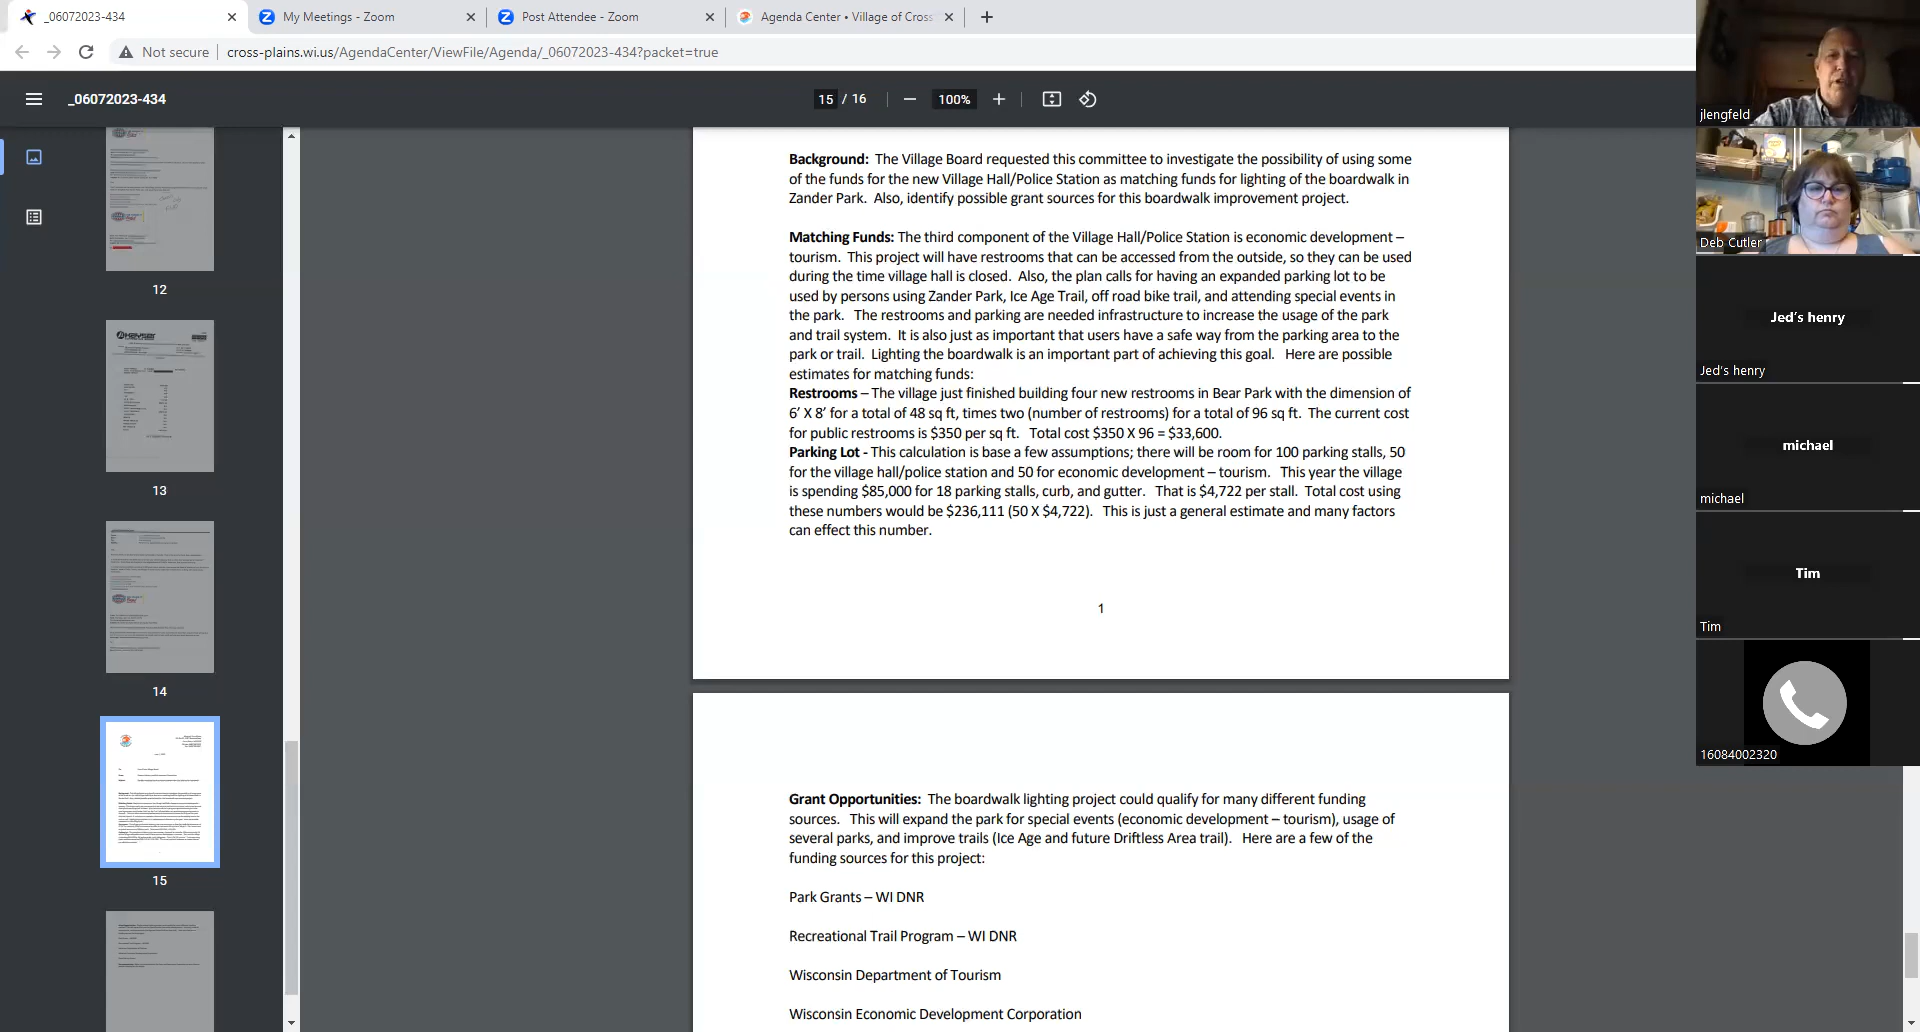 _06072023-434
My Meetings - Zoom
Post Attendee - Zoom
Agenda Center • Village of Cross
Not secure
cross-plains.wi.us/AgendaCenter/ViewFile/Agenda/_06072023-434?packet=true
_06072023-434
15 / 16
100%
12
13
14
15
Background: The Village Board requested this committee to investigate the possibility of using some
of the funds for the new Village Hall/Police Station as matching funds for lighting of the boardwalk in
Zander Park. Also, identify possible grant sources for this boardwalk improvement project.
Matching Funds: The third component of the Village Hall/Police Station is economic development –
tourism. This project will have restrooms that can be accessed from the outside, so they can be used
during the time village hall is closed. Also, the plan calls for having an expanded parking lot to be
used by persons using Zander Park, Ice Age Trail, off road bike trail, and attending special events in
the park. The restrooms and parking are needed infrastructure to increase the usage of the park
and trail system. It is also just as important that users have a safe way from the parking area to the
park or trail. Lighting the boardwalk is an important part of achieving this goal. Here are possible
estimates for matching funds:
Restrooms – The village just finished building four new restrooms in Bear Park with the dimension of
6’ X 8’ for a total of 48 sq ft, times two (number of restrooms) for a total of 96 sq ft. The current cost
for public restrooms is $350 per sq ft. Total cost $350 X 96 = $33,600.
Parking Lot - This calculation is base a few assumptions; there will be room for 100 parking stalls, 50
for the village hall/police station and 50 for economic development – tourism. This year the village
is spending $85,000 for 18 parking stalls, curb, and gutter. That is $4,722 per stall. Total cost using
these numbers would be $236,111 (50 X $4,722). This is just a general estimate and many factors
can effect this number.
1
Grant Opportunities: The boardwalk lighting project could qualify for many different funding
sources. This will expand the park for special events (economic development – tourism), usage of
several parks, and improve trails (Ice Age and future Driftless Area trail). Here are a few of the
funding sources for this project:
Park Grants – WI DNR
Recreational Trail Program – WI DNR
Wisconsin Department of Tourism
Wisconsin Economic Development Corporation
jlengfeld
Deb Cutler
Jed's henry
Jed's henry
michael
michael
Tim
Tim
16084002320